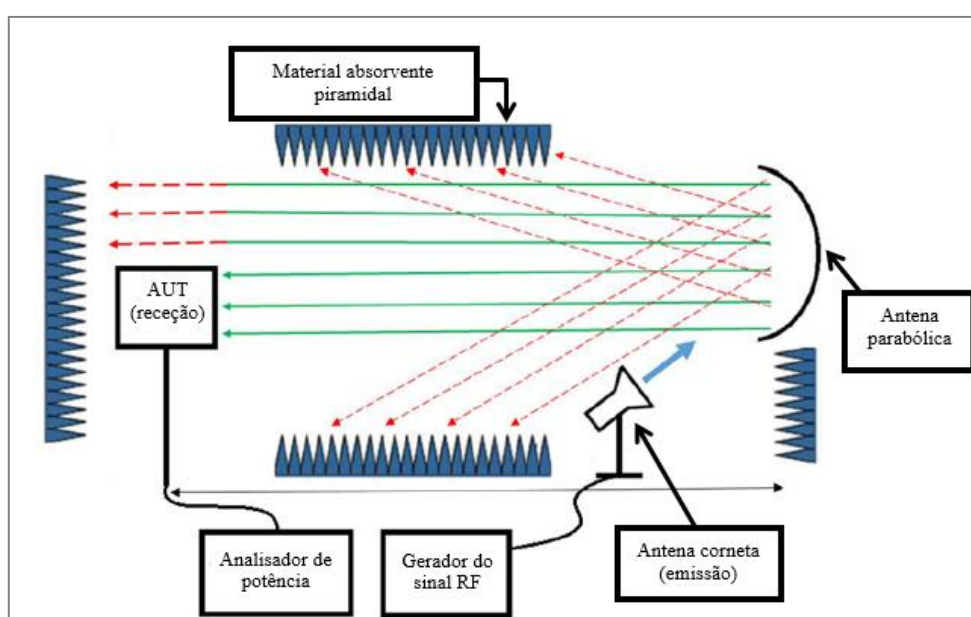 Material absorvente
piramidal
AUT
(receção)
Antena
parabólica
Analisador de
potência
Gerador do
sinal RF
Antena corneta
(emissão)